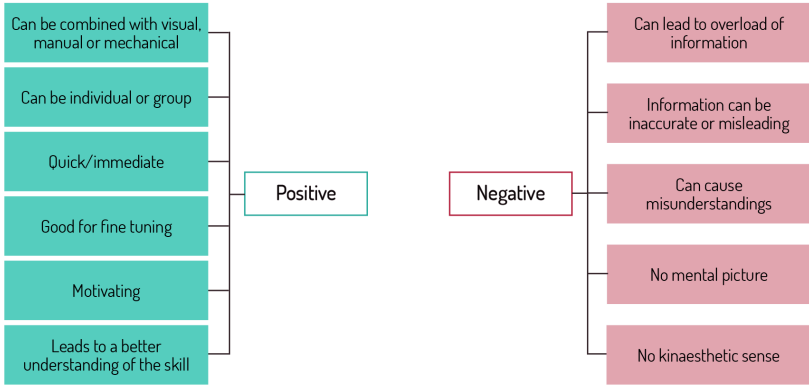 Can be combined with visual,
manual or mechanical
Can be individual or group
Quick/immediate
Good for fine tuning
Motivating
Leads to a better
understanding of the skill
Positive
Negative
Can lead to overload of
information
Information can be
inaccurate or misleading
Can cause
misunderstandings
No mental picture
No kinaesthetic sense